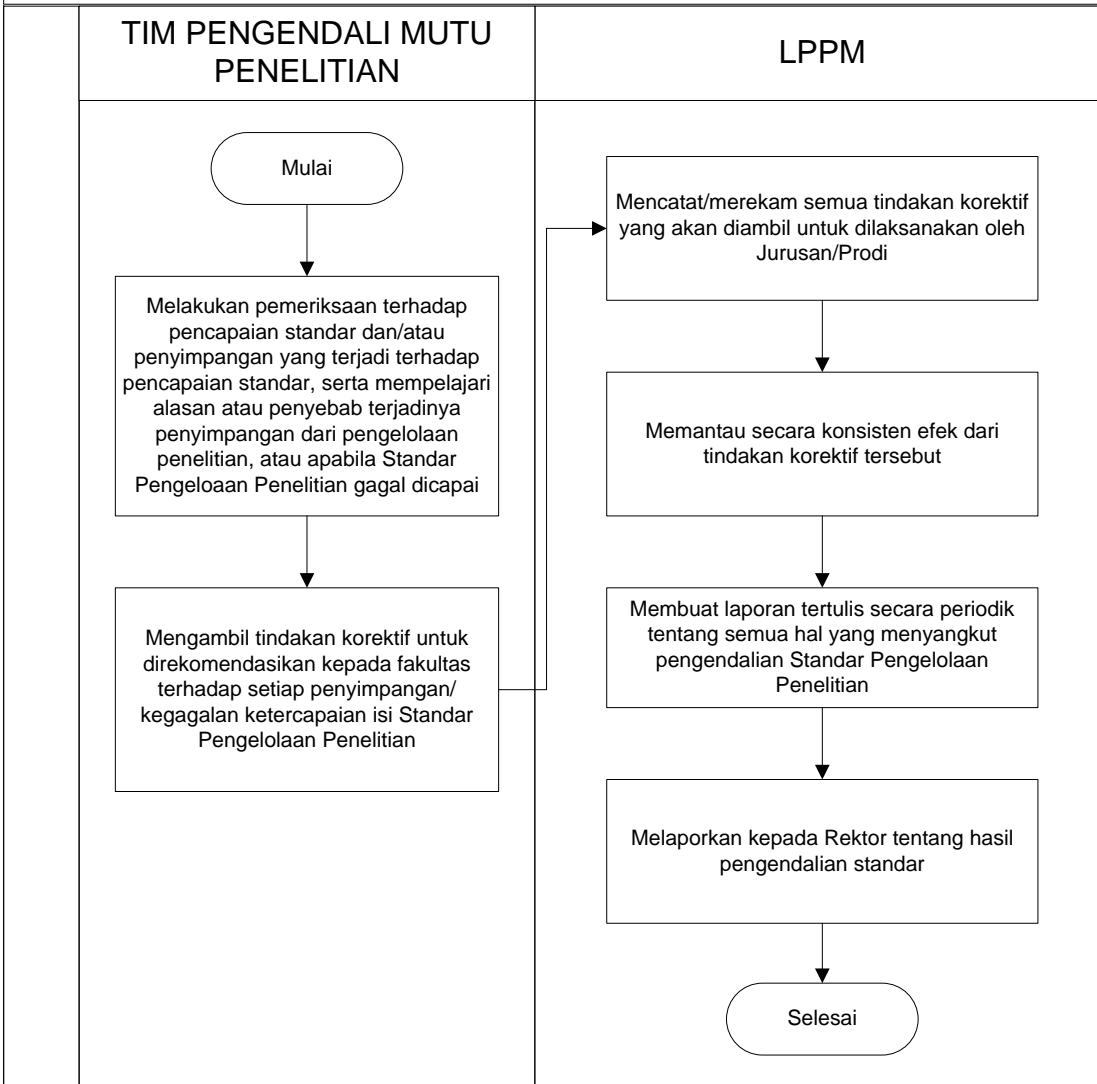 TIM PENGENDALI MUTU
PENELITIAN
LPPM
Mulai
Melakukan pemeriksaan terhadap
pencapaian standar dan/atau
penyimpangan yang terjadi terhadap
pencapaian standar, serta mempelajari
alasan atau penyebab terjadinya
penyimpangan dari pengelolaan
penelitian, atau apabila Standar
Pengeloaan Penelitian gagal dicapai
Mengambil tindakan korektif untuk
direkomendasikan kepada fakultas
terhadap setiap penyimpangan/
kegagalan ketercapaian isi Standar
Pengelolaan Penelitian
Mencatat/merekam semua tindakan korektif
yang akan diambil untuk dilaksanakan oleh
Jurusan/Prodi
Memantau secara konsisten efek dari
tindakan korektif tersebut
Membuat laporan tertulis secara periodik
tentang semua hal yang menyangkut
pengendalian Standar Pengelolaan
Penelitian
Melaporkan kepada Rektor tentang hasil
pengendalian standar
Selesai